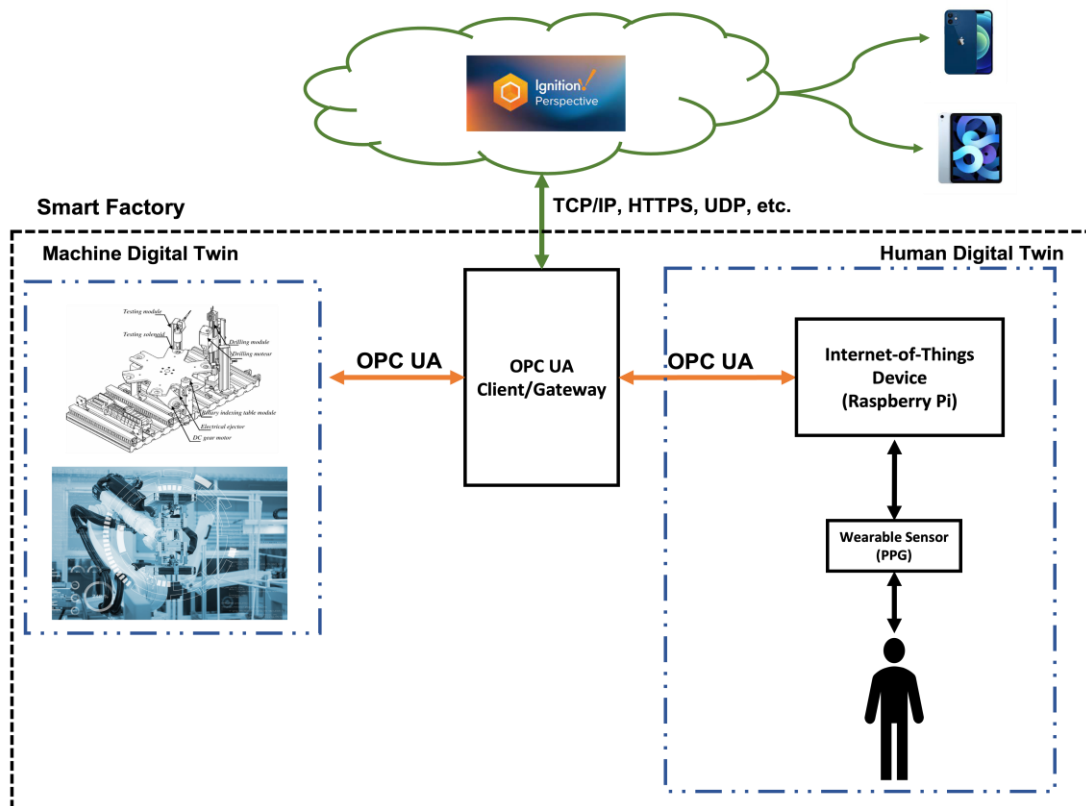 Ignition
Perspective
TCP/IP, HTTPS, UDP, etc.
Smart Factory
Machine Digital Twin
Human Digital Twin
Testing module
Testing solenoid
Drilling module
Drilling motour
Rotary indexing table module
Electrical ejector
DC gear motor
OPC UA
OPC UA
Client/Gateway
OPC UA
Internet-of-Things
Device
(Raspberry Pi)
Wearable Sensor
(PPG)